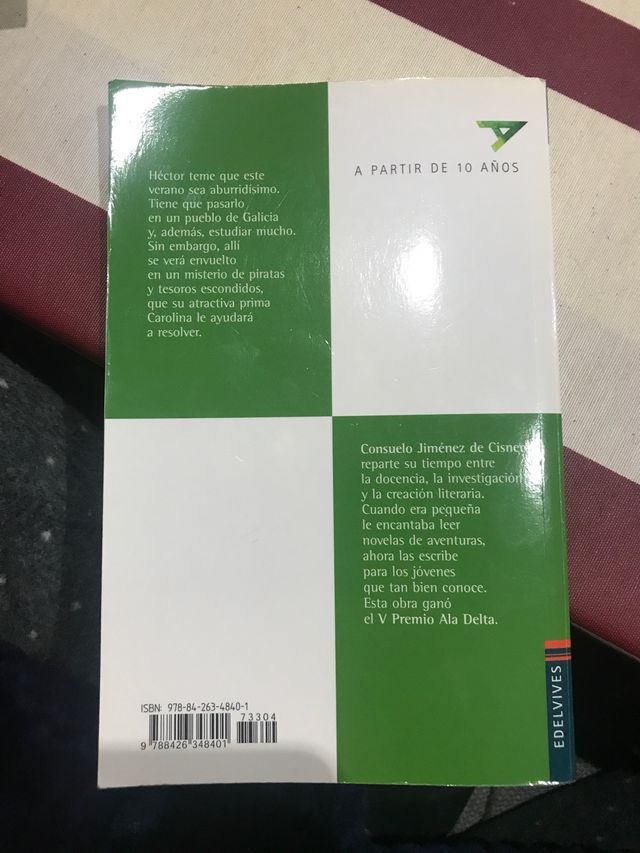 Héctor teme que este
verano sea aburridísimo.
Tiene que pasarlo
en un pueblo de Galicia
y, además, estudiar mucho.
Sin embargo, allí
se verá envuelto
en un misterio de piratas
y tesoros escondidos,
que su atractiva prima
Carolina le ayudará
a resolver.
A PARTIR DE 10 AÑOS
Consuelo Jiménez de Cisneros
reparte su tiempo entre
la docencia, la investigación
y la creación literaria.
Cuando era pequeña
le encantaba leer
novelas de aventuras,
ahora las escribe
para los jóvenes
que tan bien conoce.
Esta obra ganó
el V Premio Ala Delta.
ISBN: 978-84-263-4840-1
73304
9 788426 348401
EDELVIVES